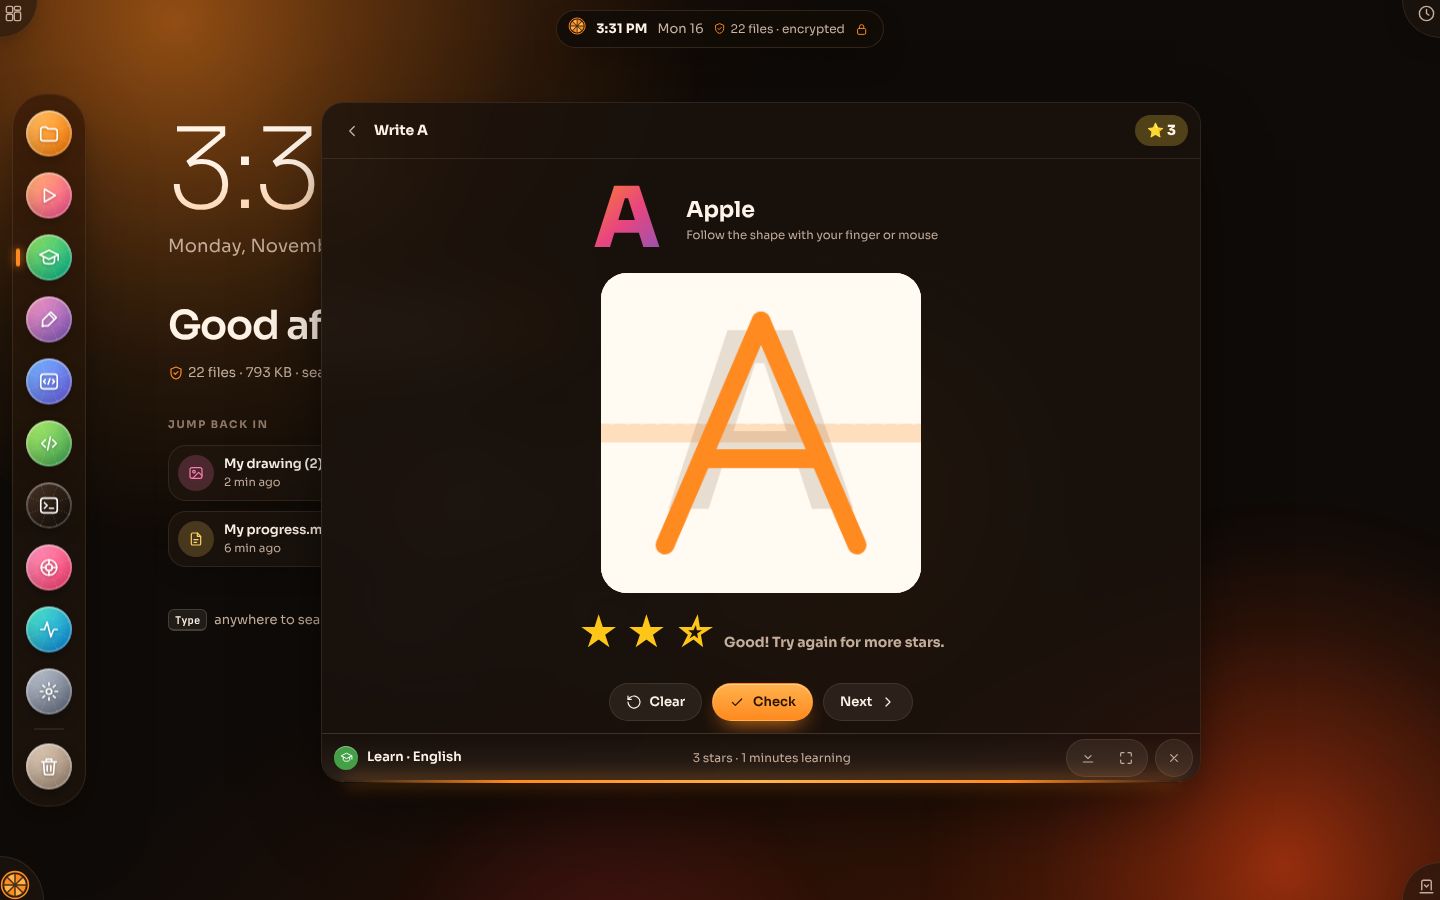 3:31 PM Mon 16 22 files · encrypted
3:3
Monday, Novemb
Good af
22 files · 793 KB · sea
JUMP BACK IN
My drawing (2)
2 min ago
My progress.m
6 min ago
Type anywhere to sea
Write A
3
A
Apple
Follow the shape with your finger or mouse
A
Good! Try again for more stars.
Clear
Check
Next
Learn · English
3 stars · 1 minutes learning